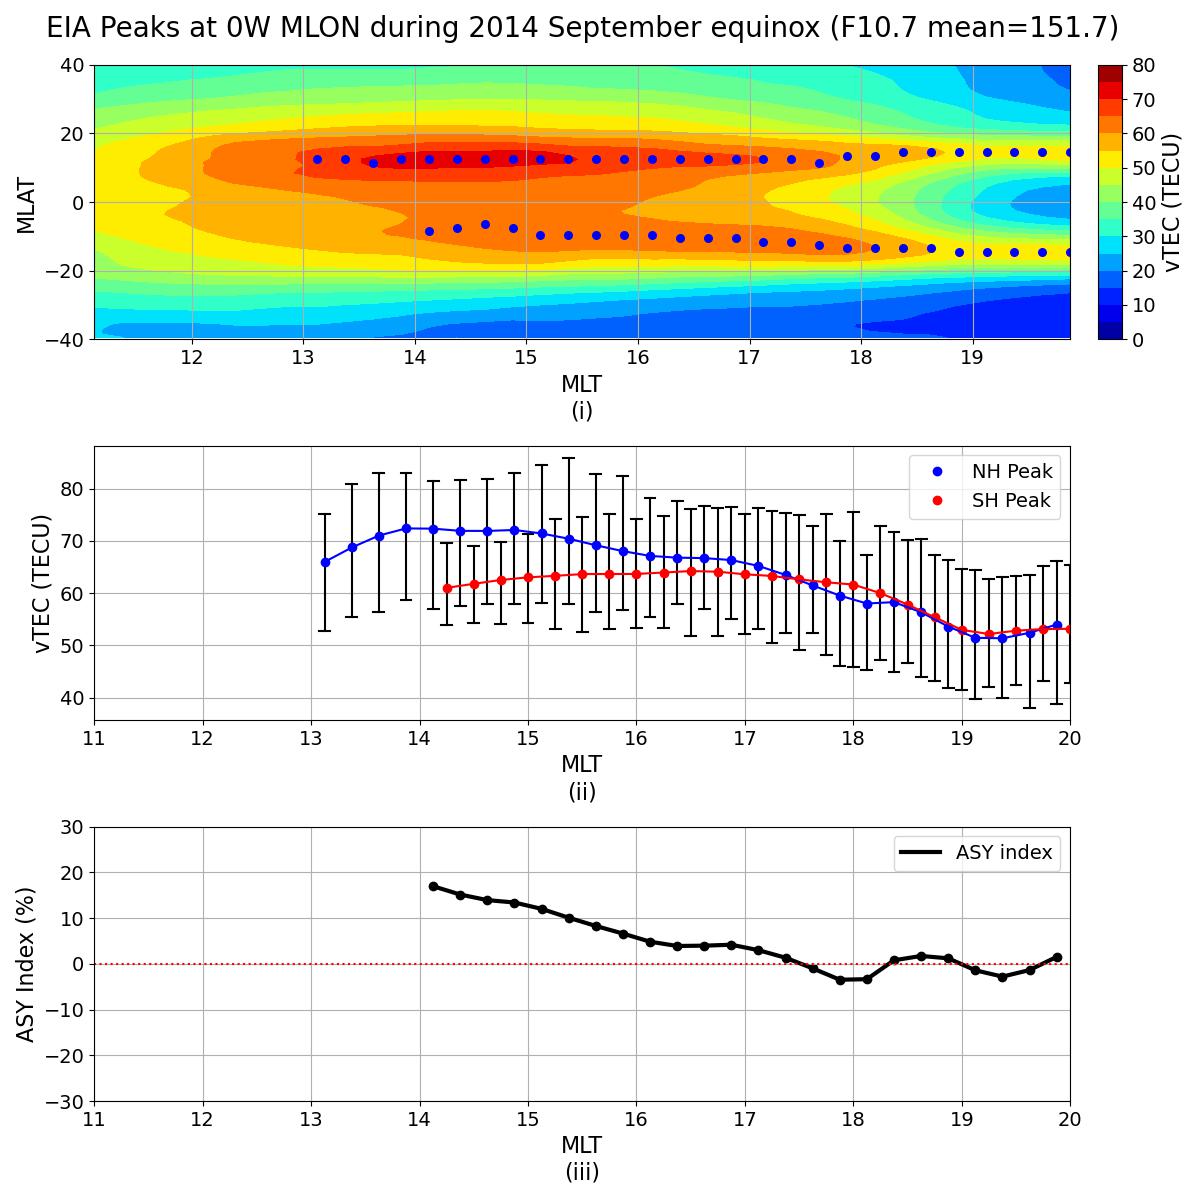 EIA Peaks at 0W MLON during 2014 September equinox (F10.7 mean=151.7)
40
20
0
−20
−40
MLAT
12 13 14 15 16 17 18 19
MLT
(i)
80
70
60
50
40
30
20
10
0
vTEC (TECU)
80
70
60
50
40
vTEC (TECU)
NH Peak
SH Peak
11 12 13 14 15 16 17 18 19 20
MLT
(ii)
30
20
10
0
−10
−20
−30
ASY Index (%)
ASY index
11 12 13 14 15 16 17 18 19 20
MLT
(iii)